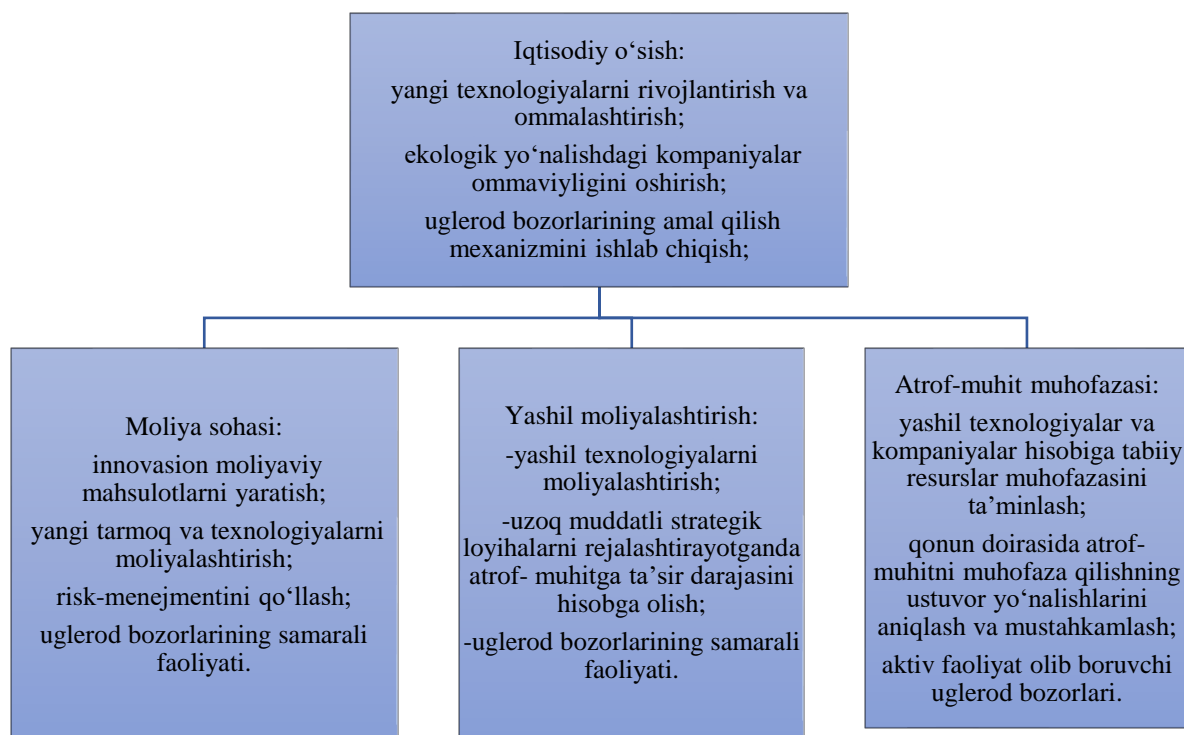 Iqtisodiy o‘sish:
yangi texnologiyalarni rivojlantirish va
ommalashtirish;
ekologik yo‘nalishdagi kompaniyalar
ommaviyligini oshirish;
uglerod bozorlarining amal qilish
mexanizmini ishlab chiqish;
Moliya sohasi:
innovasion moliyaviy
mahsulotlarni yaratish;
yangi tarmoq va texnologiyalarni
moliyalashtirish;
risk-menejmentini qo‘llash;
uglerod bozorlarining samarali
faoliyati.
Yashil moliyalashtirish:
-yashil texnologiyalarni
moliyalashtirish;
-uzoq muddatli strategik
loyihalarni rejalashtirayotganda
atrof- muhitga ta’sir darajasini
hisobga olish;
-uglerod bozorlarining samarali
faoliyati.
Atrof-muhit muhofazasi:
yashil texnologiyalar va
kompaniyalar hisobiga tabiiy
resurslar muhofazasini
ta’minlash;
qonun doirasida atrof-
muhitni muhofaza qilishning
ustuvor yo‘nalishlarini
aniqlash va mustahkamlash;
aktiv faoliyat olib boruvchi
uglerod bozorlari.